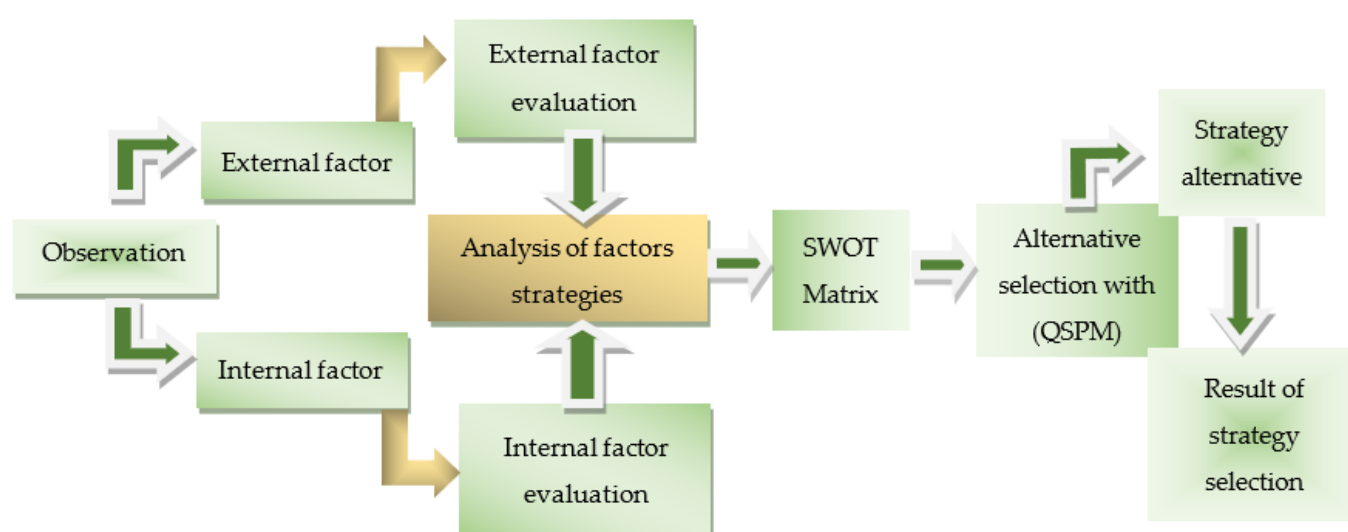 External factor
evaluation
External factor
Observation
Internal factor
Internal factor
evaluation
Analysis of factors
strategies
SWOT
Matrix
Alternative
selection with
(QSPM)
Strategy
alternative
Result of
strategy
selection